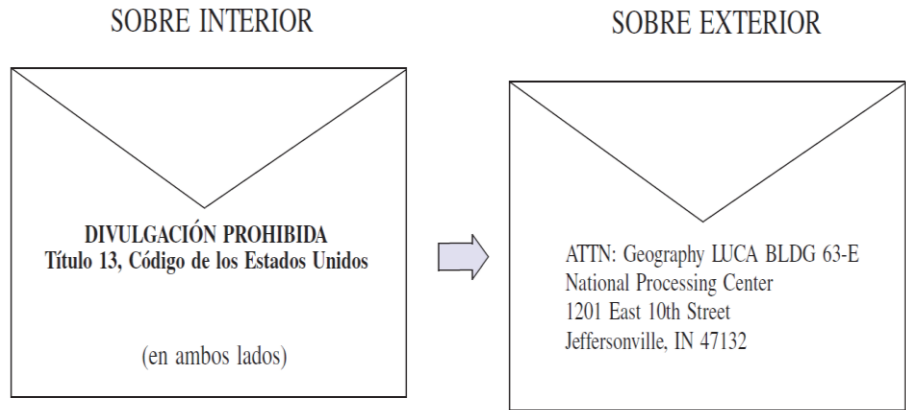 SOBRE INTERIOR
DIVULGACIÓN PROHIBIDA
Título 13, Código de los Estados Unidos
(en ambos lados)
SOBRE EXTERIOR
ATTN: Geography LUCA BLDG 63-E
National Processing Center
1201 East 10th Street
Jeffersonville, IN 47132